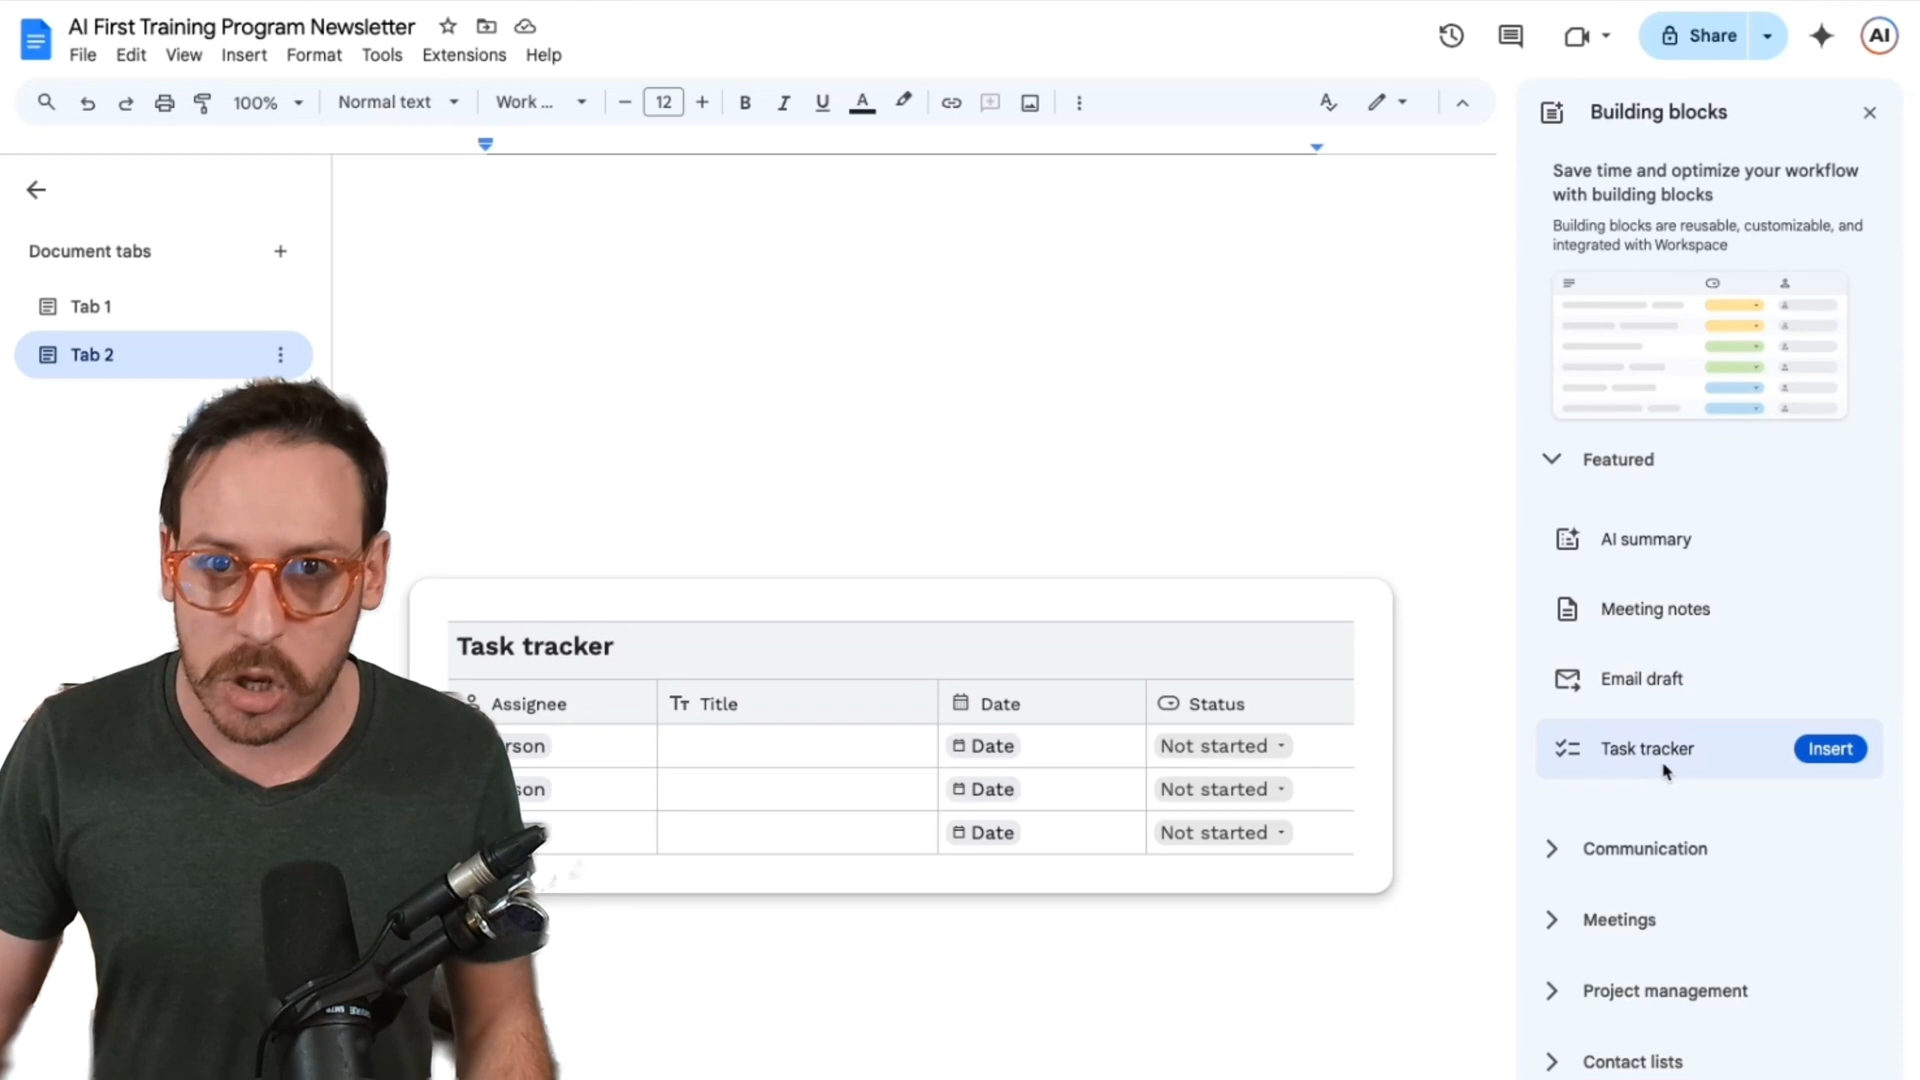 AI First Training Program Newsletter
File Edit View Insert Format Tools Extensions Help
Share
AI
100% Normal text Work ... 12 B I U A
Document tabs
Tab 1
Tab 2
Task tracker
Assignee Title Date Status
rson Date Not started
son Date Not started
Date Not started
Building blocks
Save time and optimize your workflow
with building blocks
Building blocks are reusable, customizable, and
integrated with Workspace
Featured
AI summary
Meeting notes
Email draft
Task tracker Insert
Communication
Meetings
Project management
Contact lists